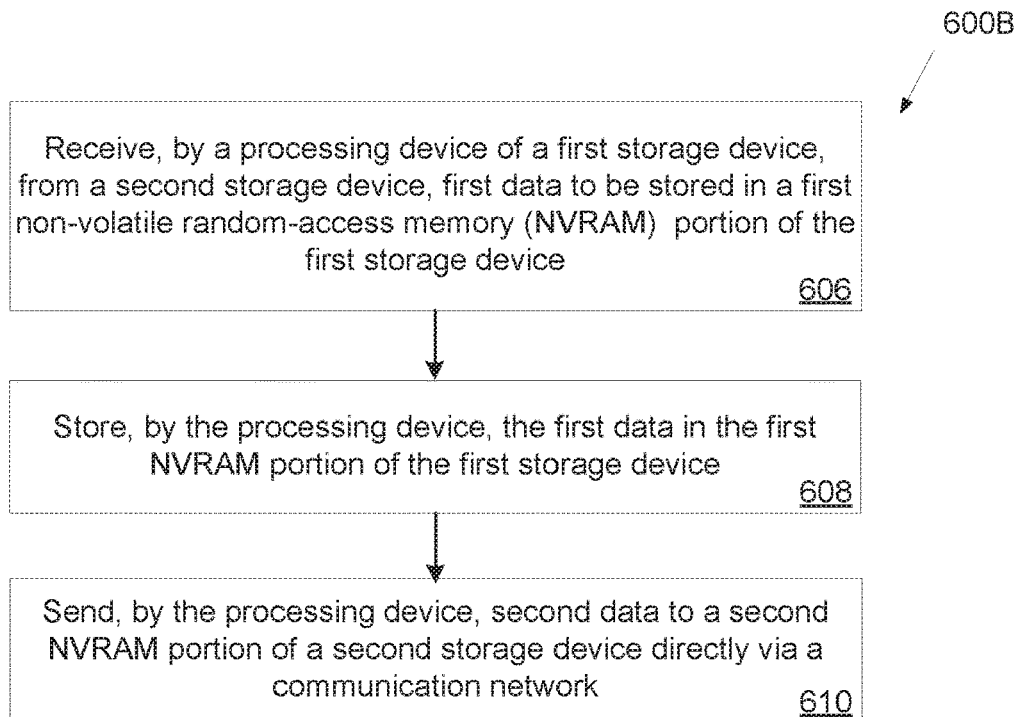 600B
Receive, by a processing device of a first storage device,
from a second storage device, first data to be stored in a first
non-volatile random-access memory (NVRAM) portion of the
first storage device
606
Store, by the processing device, the first data in the first
NVRAM portion of the first storage device
608
Send, by the processing device, second data to a second
NVRAM portion of a second storage device directly via a
communication network
610